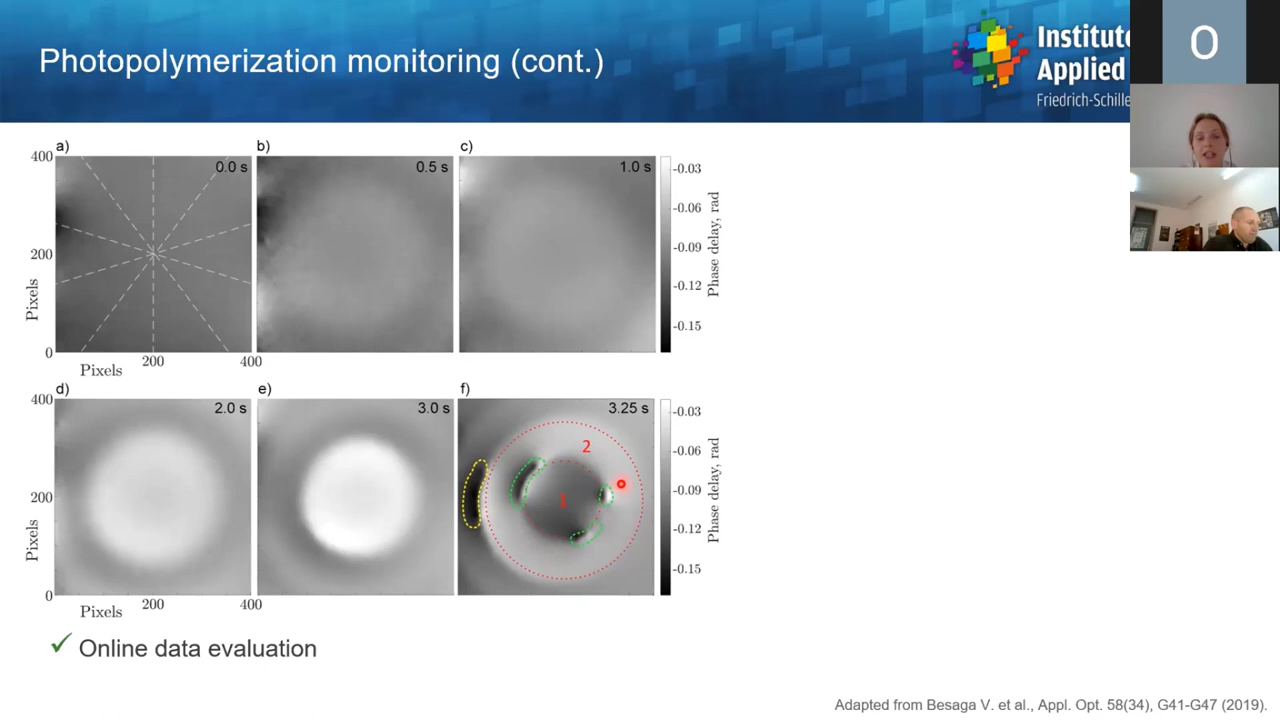 Photopolymerization monitoring (cont.)
Institute
Applied
Friedrich-Schille
O
a)
0.0 s
b)
0.5 s
c)
1.0 s
400
200
0
Pixels
Pixels
200
400
-0.03
-0.06
-0.09
-0.12
-0.15
Phase delay, rad
d)
2.0 s
e)
3.0 s
f)
3.25 s
2
1
400
200
0
Pixels
Pixels
200
400
-0.03
-0.06
-0.09
-0.12
-0.15
Phase delay, rad
✓ Online data evaluation
Adapted from Besaga V. et al., Appl. Opt. 58(34), G41-G47 (2019).